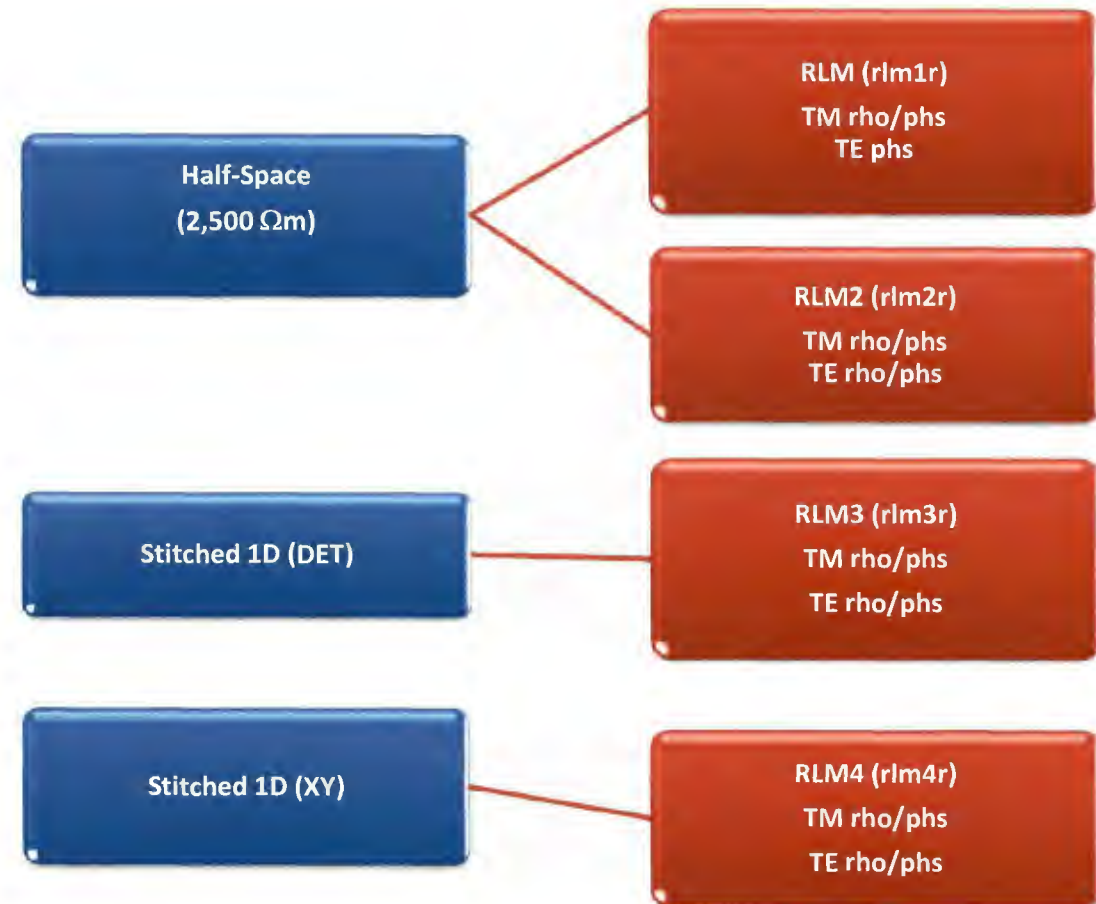 Half-Space
(2,500 Ωm)
RLM (rlm1r)
TM rho/phs
TE phs
RLM2 (rlm2r)
TM rho/phs
TE rho/phs
Stitched 1D (DET)
RLM3 (rlm3r)
TM rho/phs
TE rho/phs
Stitched 1D (XY)
RLM4 (rlm4r)
TM rho/phs
TE rho/phs